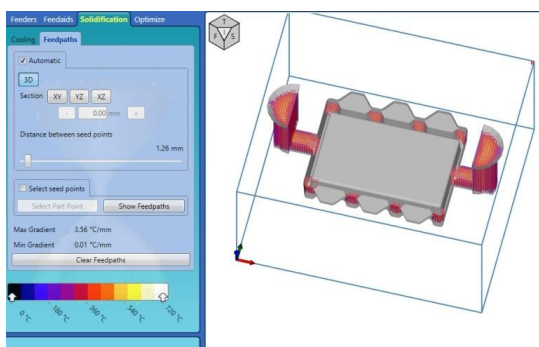 Feeders Feedaids Solidification Optimize
Cooling Feedpaths
Automatic
3D
Section XY YZ XZ
- 0.00 mm +
Distance between seed points
1.26 mm
Select seed points
Select Part Point Show Feedpaths
Max Gradient 3.56 °C/mm
Min Gradient 0.01 °C/mm
Clear Feedpaths
0 °C 180 °C 360 °C 540 °C 720 °C
T
F S